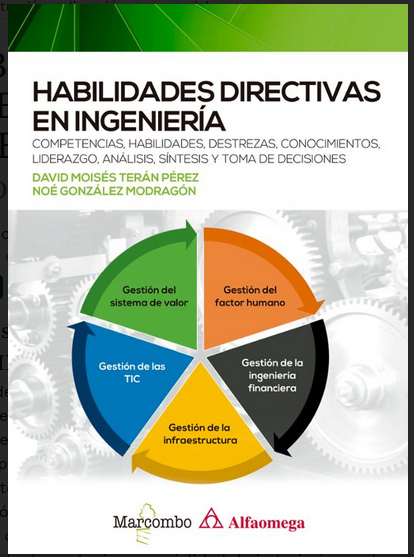 HABILIDADES DIRECTIVAS
EN INGENIERÍA
COMPETENCIAS, HABILIDADES, DESTREZAS, CONOCIMIENTOS,
LIDERAZGO, ANÁLISIS, SÍNTESIS Y TOMA DE DECISIONES
DAVID MOISÉS TERÁN PÉREZ
NOÉ GONZÁLEZ MODRAGÓN
Gestión del
sistema de valor
Gestión del
factor humano
Gestión de las
TIC
Gestión de la
ingeniería
financiera
Gestión de la
infraestructura
Marcombo
Alfaomega